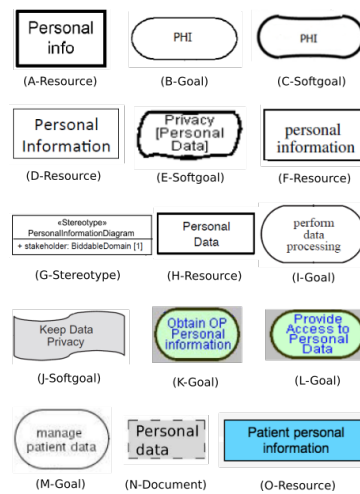 Personal
info
(A-Resource)
PHI
(B-Goal)
PHI
(C-Softgoal)
Personal
Information
(D-Resource)
Privacy
[Personal
Data]
(E-Softgoal)
personal
information
(F-Resource)
«Stereotype»
PersonalInformationDiagram
+ stakeholder: BiddableDomain [1]
(G-Stereotype)
Personal
Data
(H-Resource)
perform
data
processing
(I-Goal)
Keep Data
Privacy
(J-Softgoal)
Obtain OP
Personal
information
(K-Goal)
Provide
Access to
Personal
Data
(L-Goal)
manage
patient data
(M-Goal)
Personal
data
(N-Document)
Patient personal
information
(O-Resource)